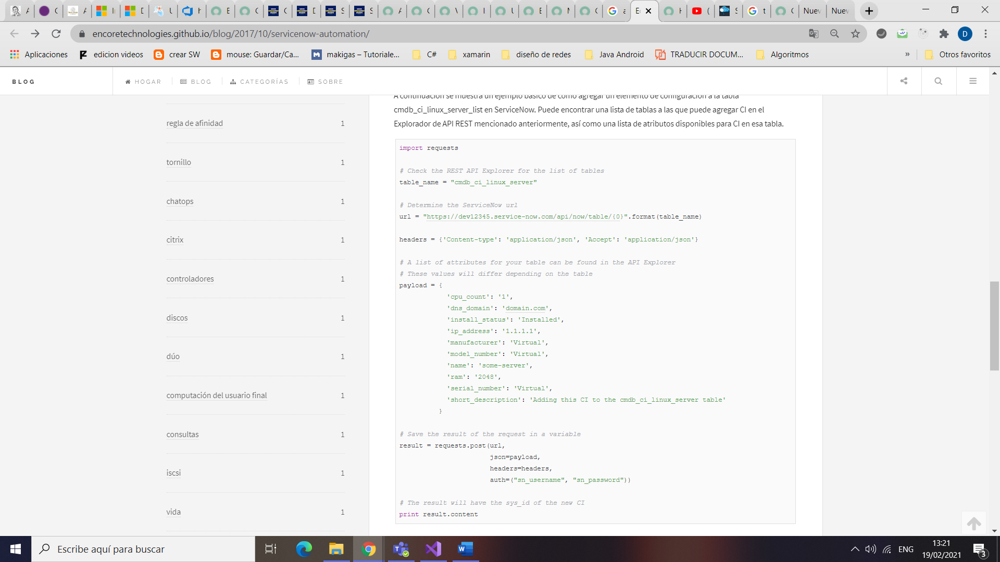 encoretechnologies.github.io/blog/2017/10/servicenow-automation/
D
Aplicaciones
edicion videos
crear SW
mouse: Guardar/Ca...
makigas – Tutoriale...
C#
xamarin
diseño de redes
Java Android
TRADUCIR DOCUM...
Algoritmos
»
Otros favoritos
BLOG
HOGAR
BLOG
CATEGORÍAS
SOBRE
regla de afinidad 1
tornillo 1
chatops 1
citrix 1
controladores 1
discos 1
dúo 1
computación del usuario final 1
consultas 1
iscsi 1
vida 1
A continuación se muestra un ejemplo básico de cómo agregar un elemento de configuración a la tabla
cmdb_ci_linux_server_list en ServiceNow. Puede encontrar una lista de tablas a las que puede agregar CI en el
Explorador de API REST mencionado anteriormente, así como una lista de atributos disponibles para CI en esa tabla.
import requests
# Check the REST API Explorer for the list of tables
table_name = "cmdb_ci_linux_server"
# Determine the ServiceNow url
url = "https://dev12345.service-now.com/api/now/table/{0}".format(table_name)
headers = {'Content-type': 'application/json', 'Accept': 'application/json'}
# A list of attributes for your table can be found in the API Explorer
# These values will differ depending on the table
payload = {
'cpu_count': '1',
'dns_domain': 'domain.com',
'install_status': 'Installed',
'ip_address': '1.1.1.1',
'manufacturer': 'Virtual',
'model_number': 'Virtual',
'name': 'some-server',
'ram': '2048',
'serial_number': 'Virtual',
'short_description': 'Adding this CI to the cmdb_ci_linux_server table'
}
# Save the result of the request in a variable
result = requests.post(url,
json=payload,
headers=headers,
auth=("sn_username", "sn_password"))
# The result will have the sys_id of the new CI
print result.content
Escribe aquí para buscar
ENG
13:21
19/02/2021
3